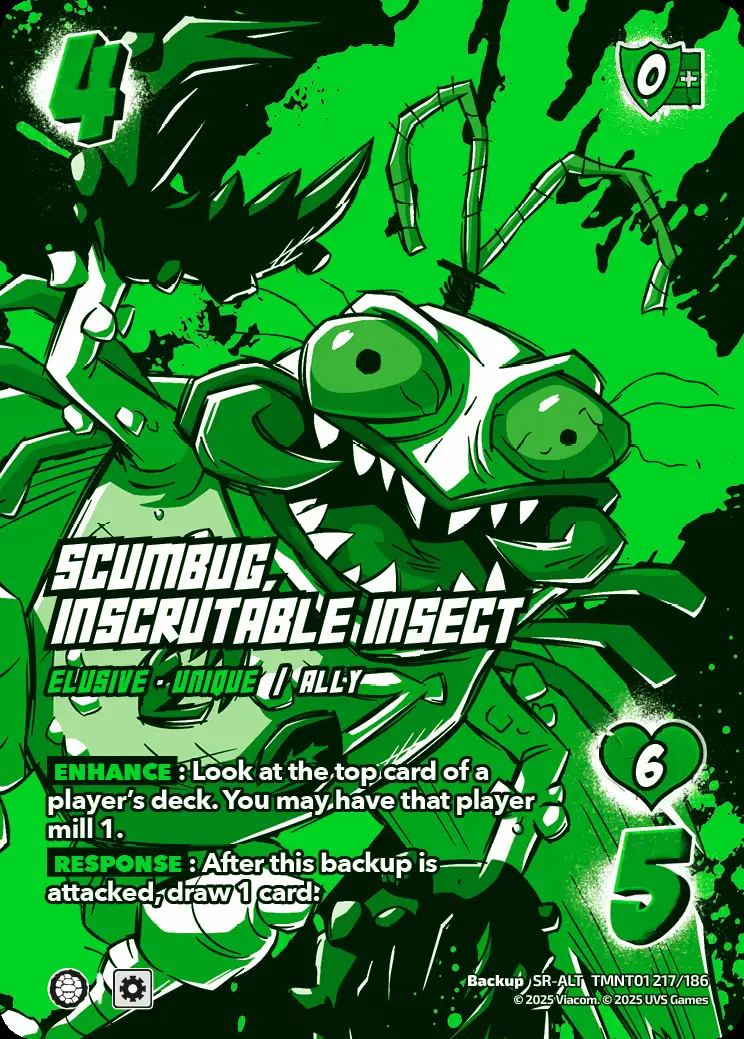 4
0
+
SCUMBUG,
INSCRUTABLE INSECT
ELUSIVE - UNIQUE | ALLY
ENHANCE : Look at the top card of a
player's deck. You may have that player
mill 1.
6
RESPONSE : After this backup is
attacked, draw 1 card.
5
Backup SR-ALT TMNT01 217/186
© 2025 Viacom. © 2025 UVS Games